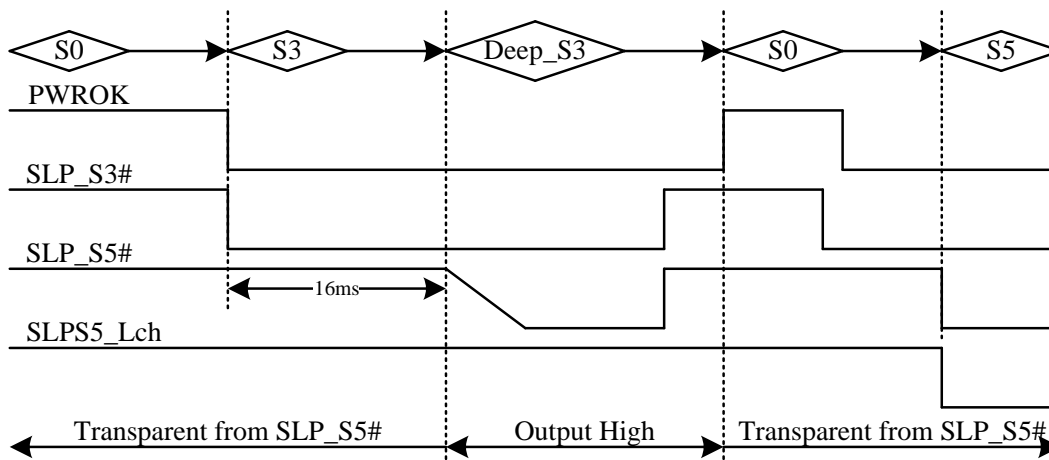 S0 S3 Deep_S3 S0 S5
PWROK
SLP_S3#
SLP_S5#
16ms
SLPS5_Lch
Transparent from SLP_S5# Output High Transparent from SLP_S5#